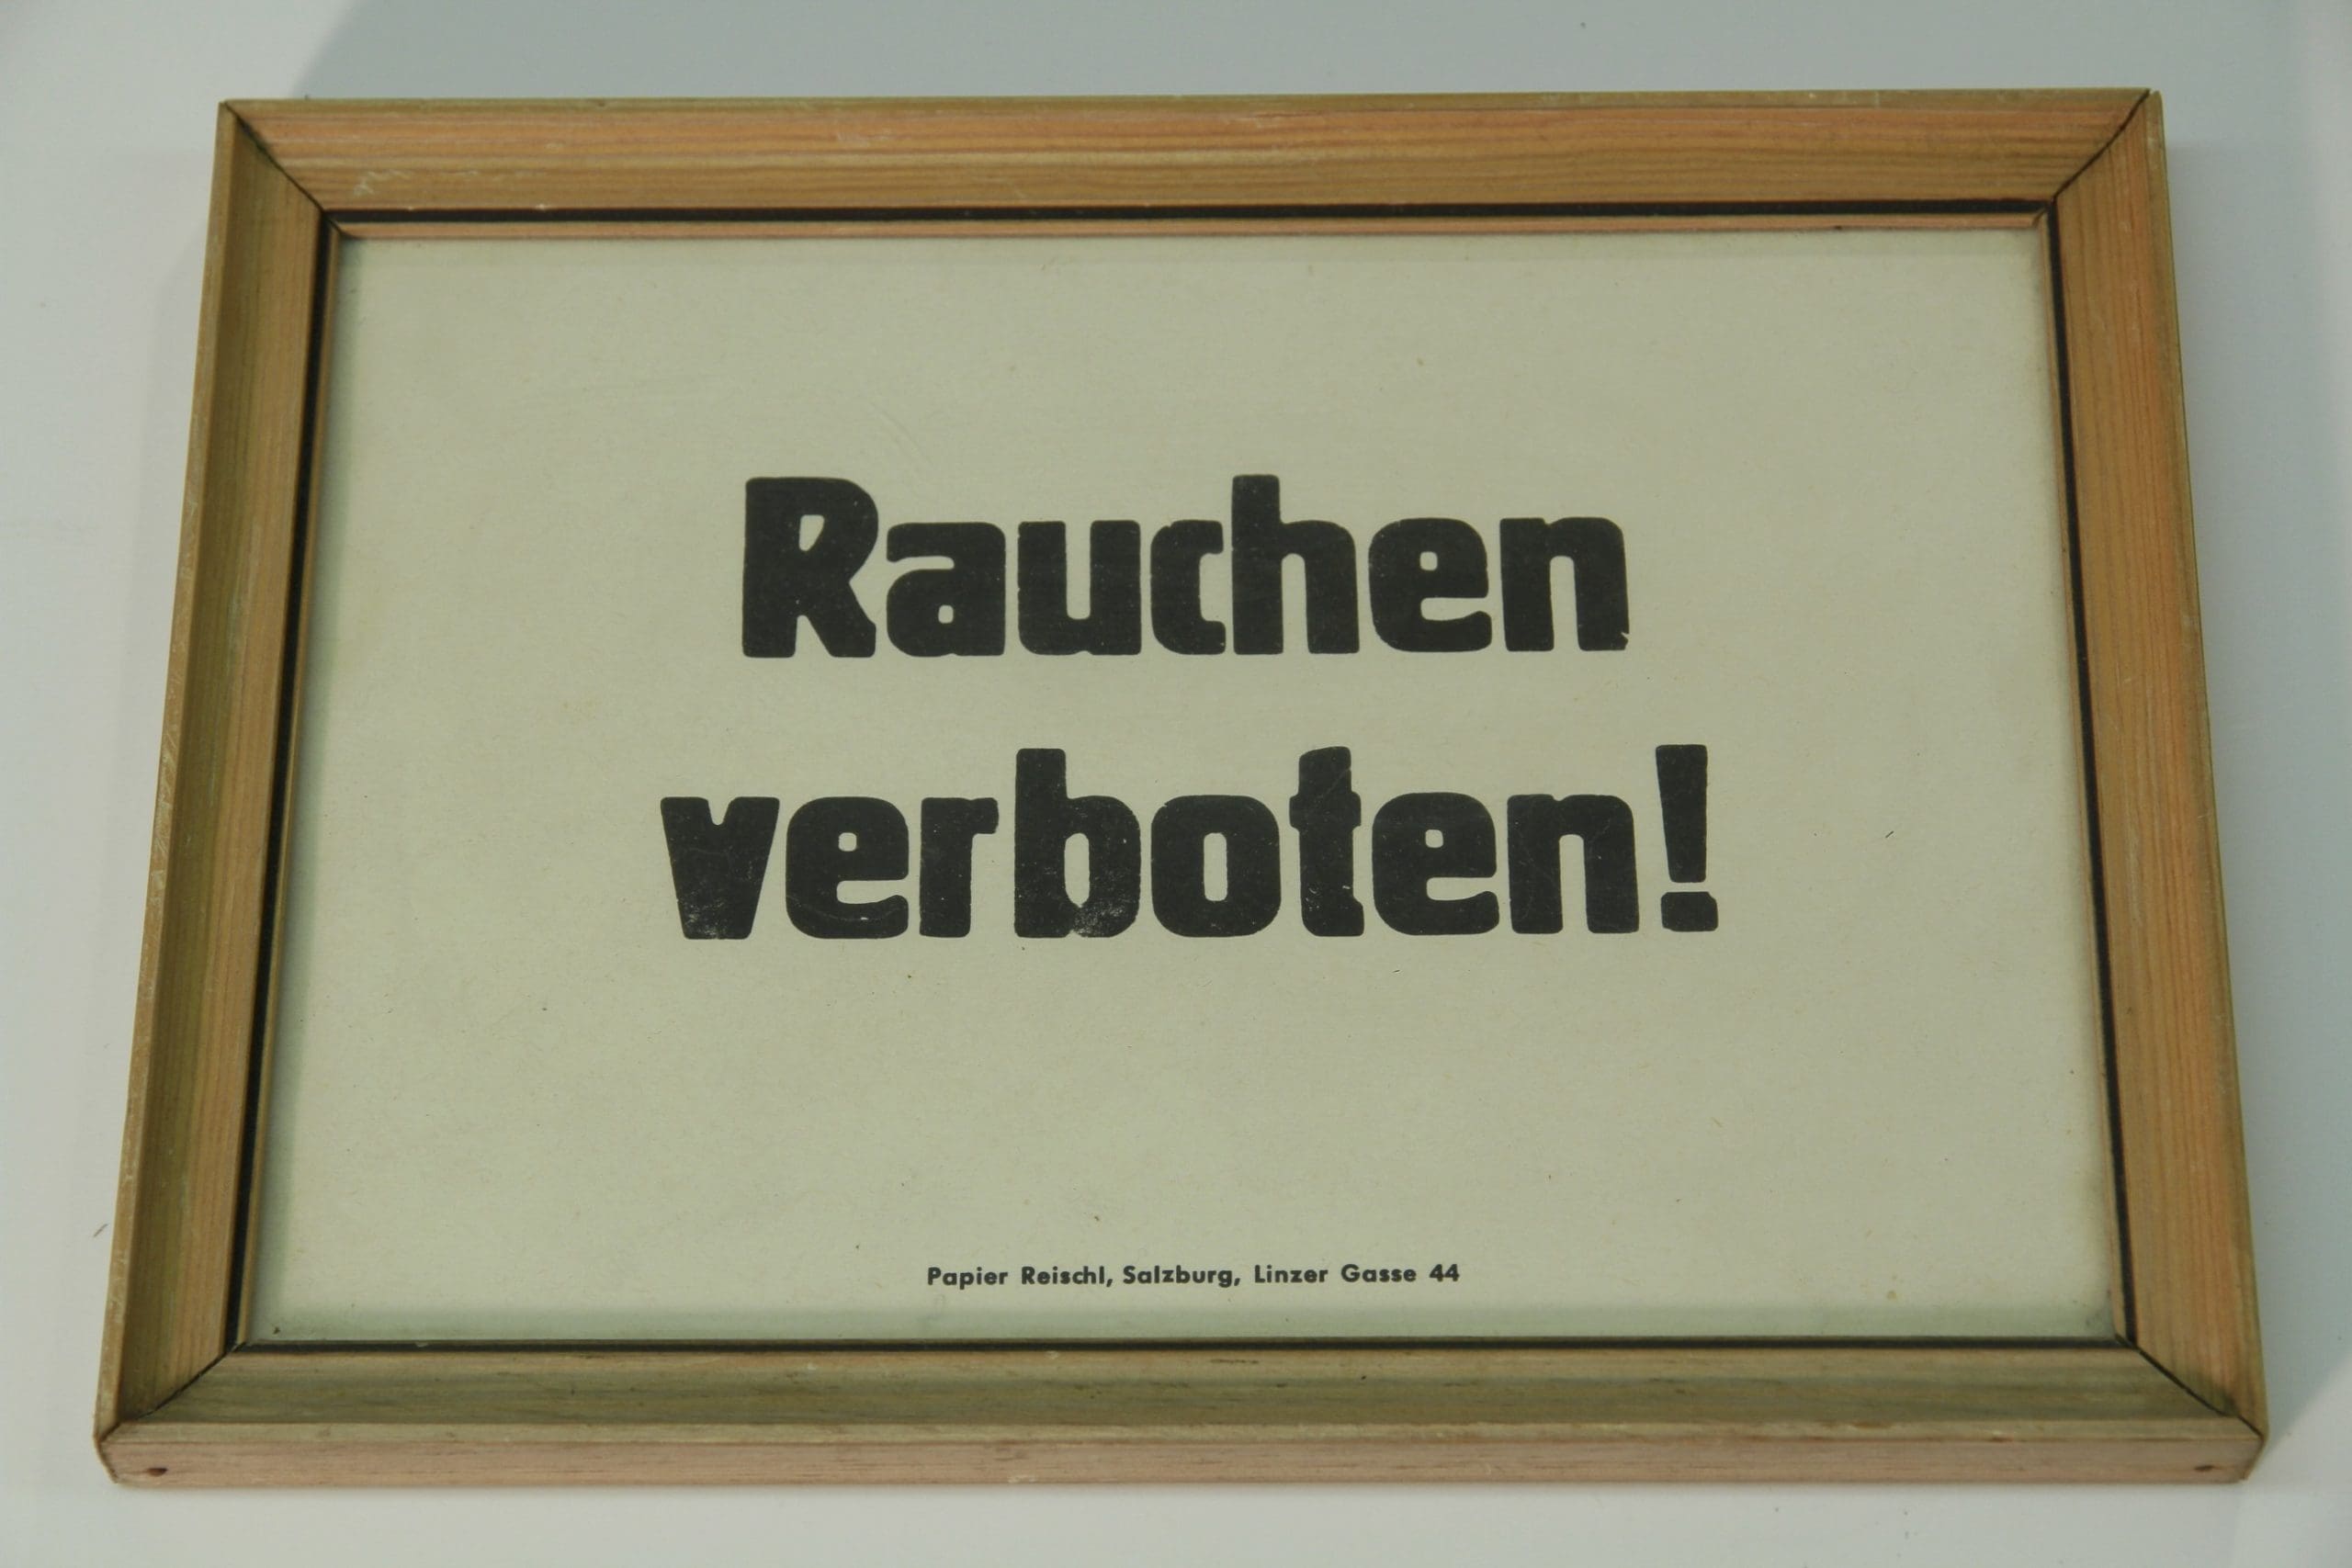 Rauchen
verboten!
Papier Reischl, Salzburg, Linzer Gasse 44